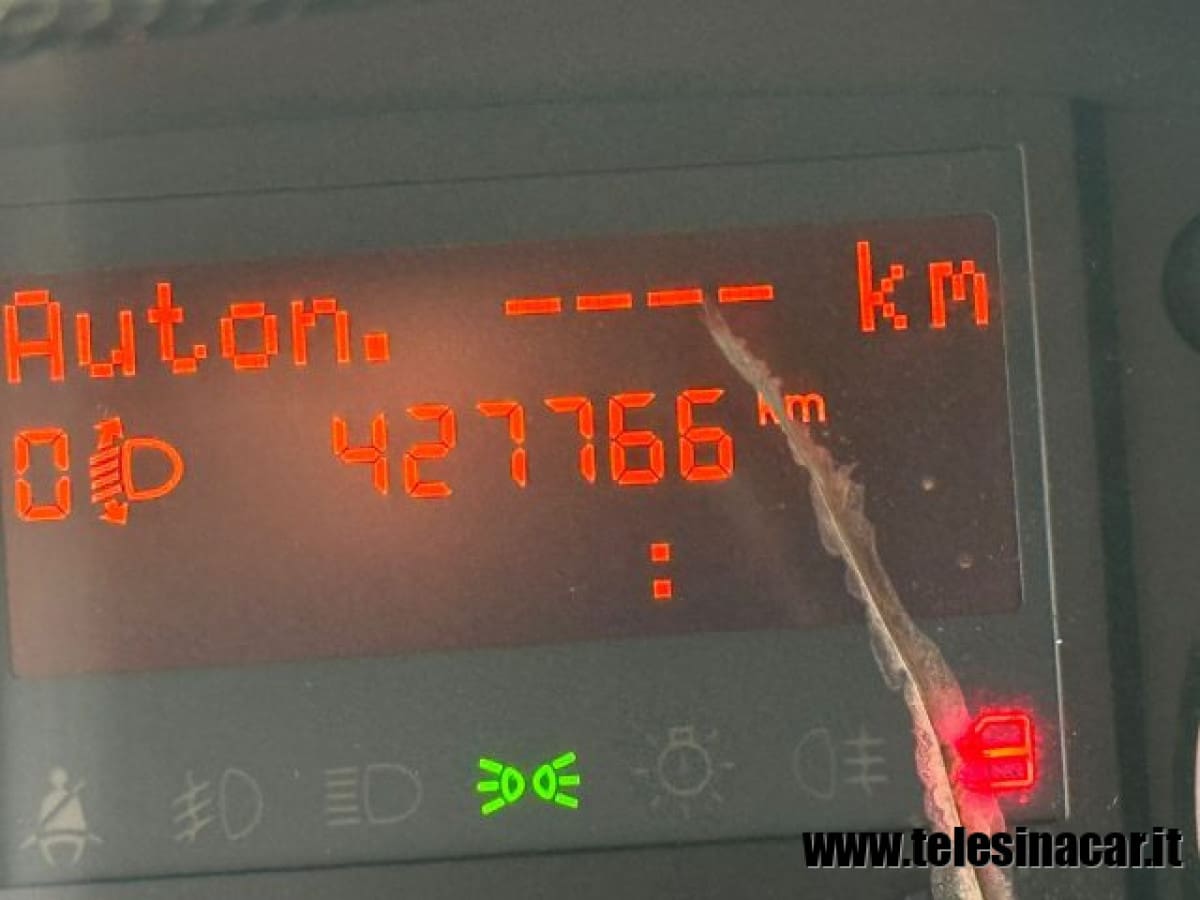 Auton. ---- km
0 427766 km
:
www.telesinacar.it